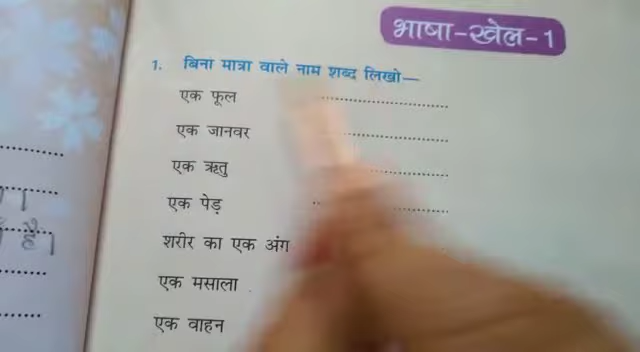 भाषा-खेल-1
1. बिना मात्रा वाले नाम शब्द लिखो—
एक फूल ....................
एक जानवर ....................
एक ऋतु ....................
एक पेड़ ....................
शरीर का एक अंग
एक मसाला
एक वाहन
है।